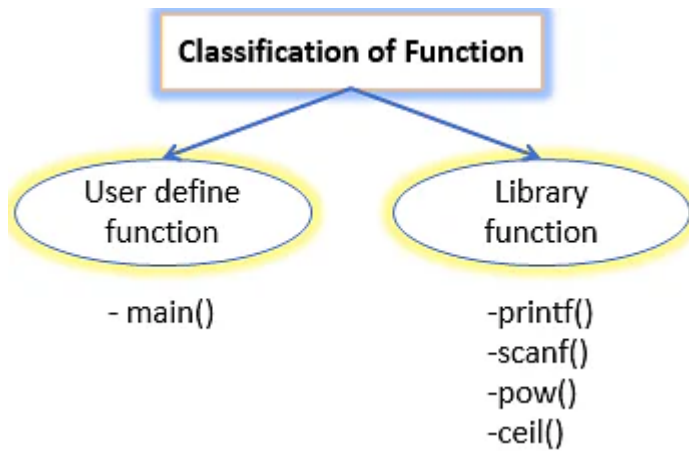 Classification of Function
User define
function
Library
function
- main()
-printf()
-scanf()
-pow()
-ceil()